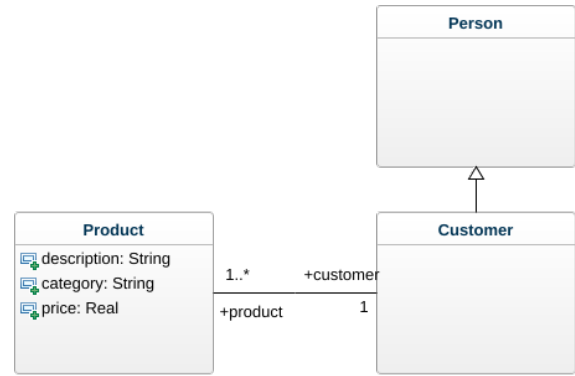 Person
Product
description: String
category: String
price: Real
1..*
+customer
+product
1
Customer